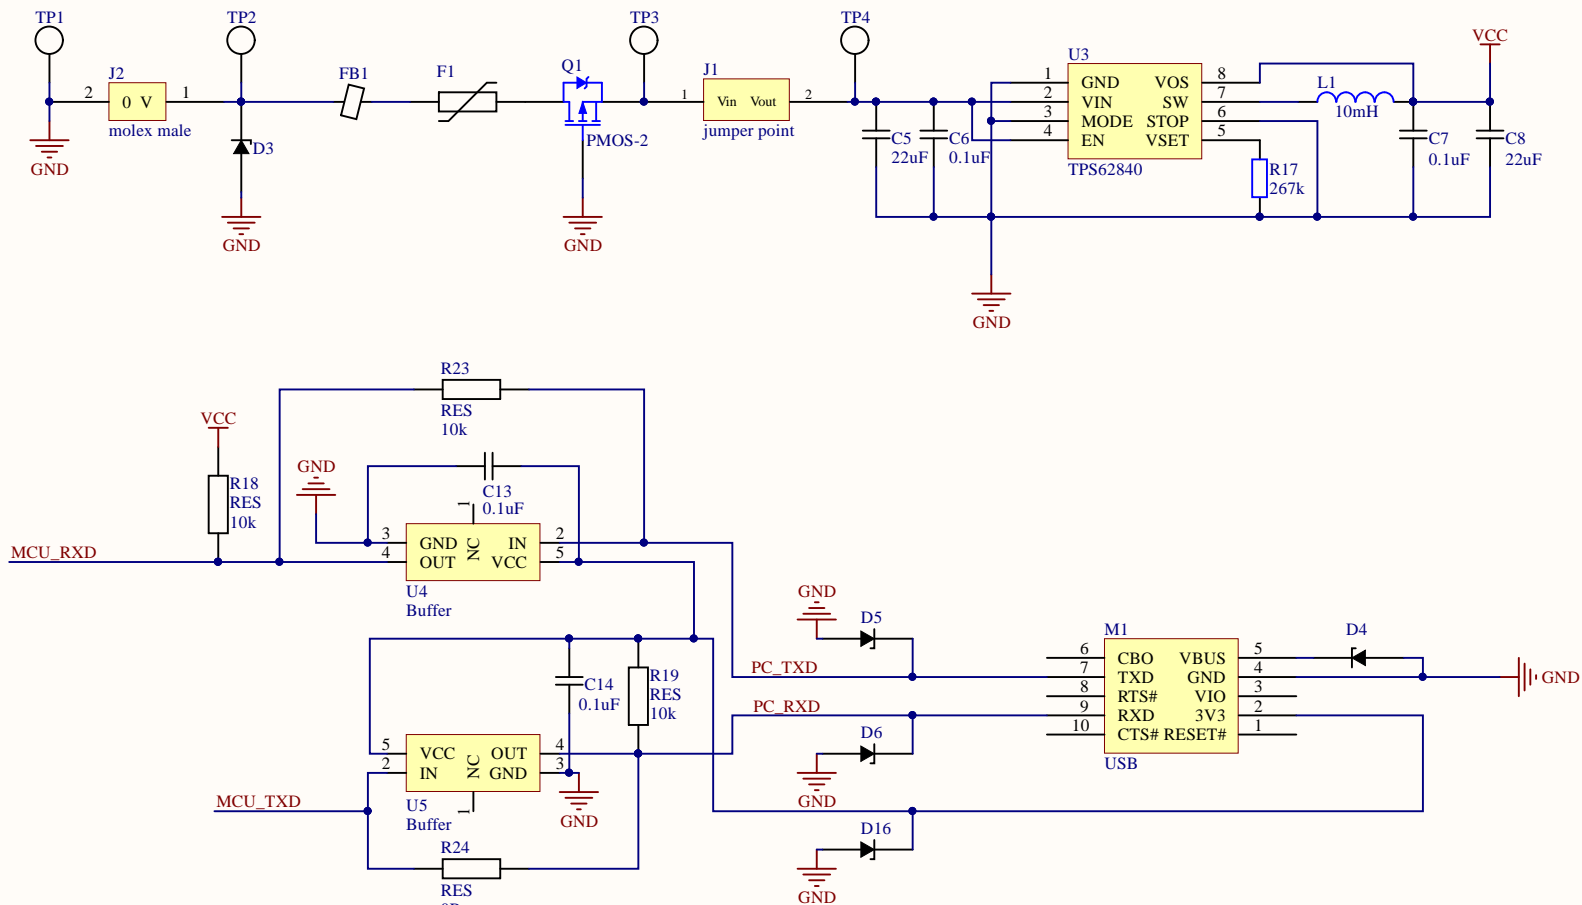 TP1
TP2
TP3
TP4
J2
2
0 V
1
molex male
GND
D3
GND
FB1
F1
Q1
PMOS-2
GND
J1
1
Vin Vout
2
jumper point
C5
22uF
C6
0.1uF
U3
1 GND VOS 8
2 VIN SW 7
3 MODE STOP 6
4 EN VSET 5
TPS62840
L1
10mH
VCC
R17
267k
C7
0.1uF
C8
22uF
GND
R23
RES
10k
VCC
R18
RES
10k
GND
C13
0.1uF
1
NC
3 GND IN 2
4 OUT VCC 5
U4
Buffer
MCU_RXD
C14
0.1uF
R19
RES
10k
5 VCC OUT 4
2 IN GND 3
NC
1
U5
Buffer
GND
MCU_TXD
R24
RES
PC_TXD
PC_RXD
GND
D5
D6
GND
D16
GND
M1
6 CBO VBUS 5
7 TXD GND 4
8 RTS# VIO 3
9 RXD 3V3 2
10 CTS# RESET# 1
USB
D4
GND